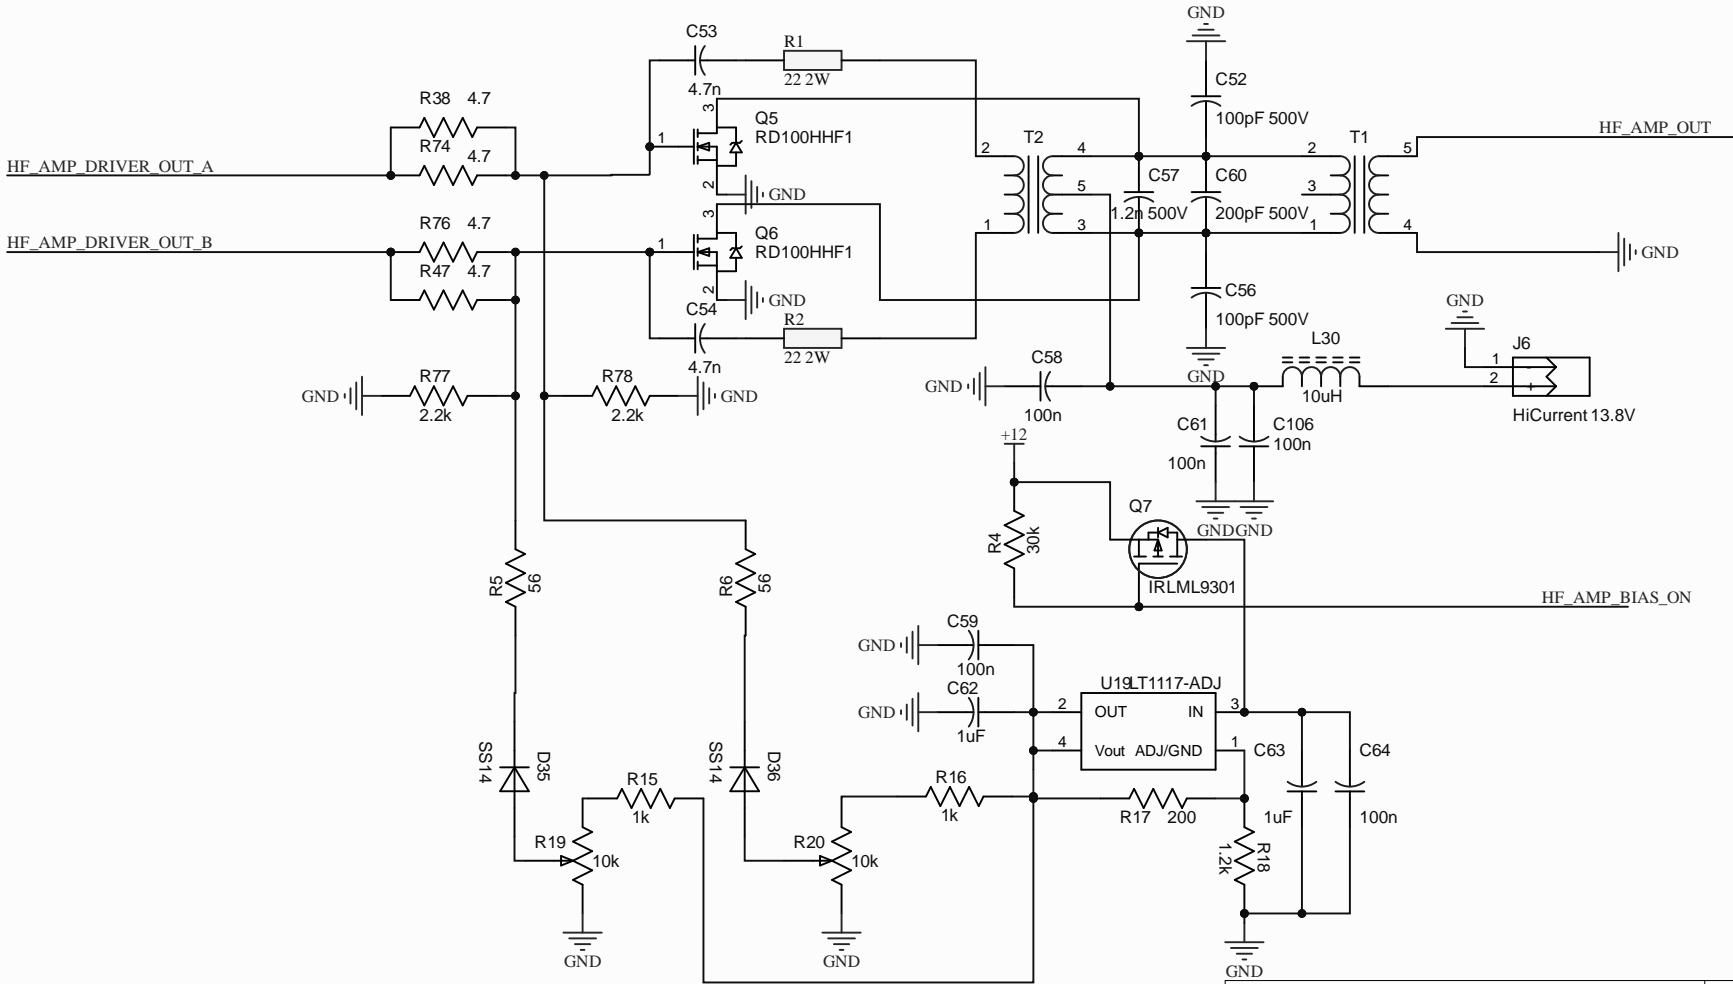 GND
C53
R1
22 2W
4.7n
C52
100pF 500V
R38 4.7
R74
4.7
3
Q5
RD100HHF1
1
2
GND
HF_AMP_DRIVER_OUT_A
T2
2
4
5
1
3
C57
1.2n 500V
C60
200pF 500V
T1
2
3
1
5
4
HF_AMP_OUT
GND
HF_AMP_DRIVER_OUT_B
R76 4.7
R47 4.7
3
Q6
RD100HHF1
1
2
GND
C54
4.7n
R2
22 2W
C56
100pF 500V
GND
GND
L30
10uH
J6
1
2
-
+
HiCurrent 13.8V
GND
R77
2.2k
R78
2.2k
GND
GND
C58
100n
C61
100n
C106
100n
GND
GND
+12
R4
30k
Q7
IRLML9301
HF_AMP_BIAS_ON
R5
56
R6
56
GND
C59
100n
GND
C62
1uF
U19
LT1117-ADJ
2
OUT
IN
3
4
Vout
ADJ/GND
1
C63
1uF
C64
100n
SS14
D35
SS14
D36
R15
1k
R16
1k
R17 200
R18
1.2k
R19
10k
R20
10k
GND
GND
GND